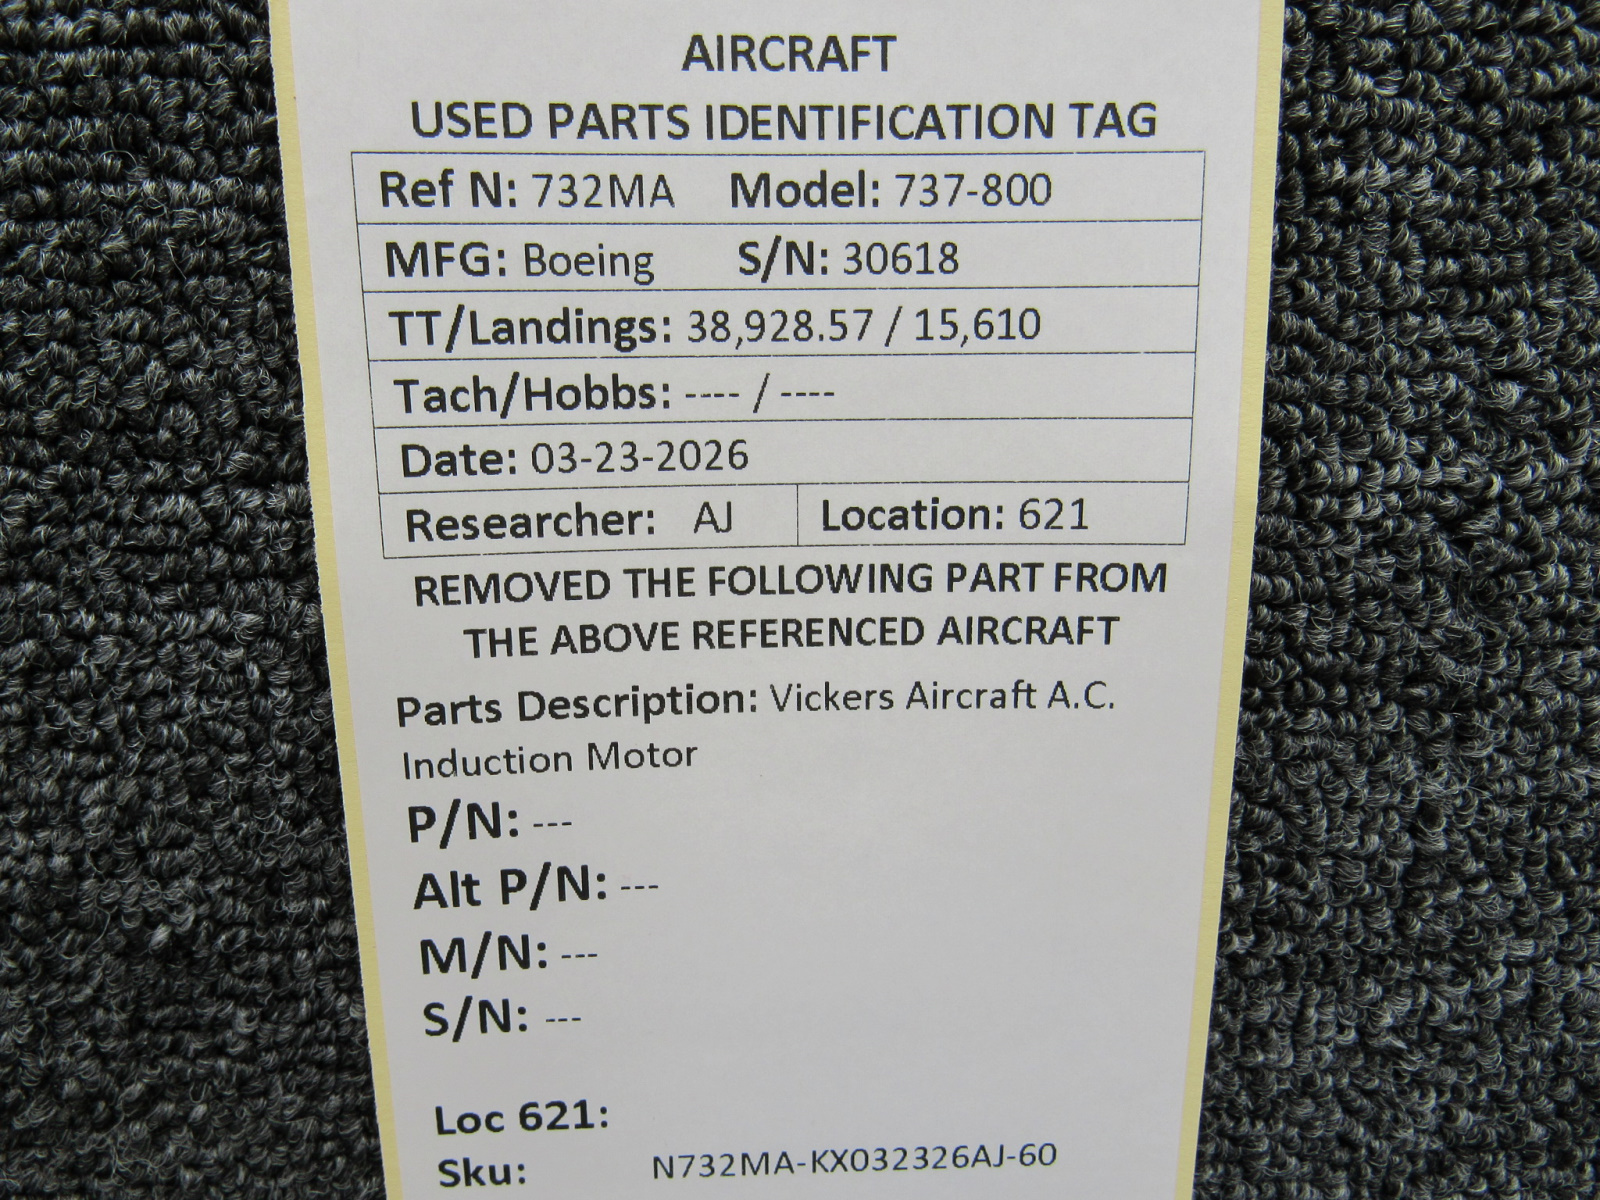 AIRCRAFT
USED PARTS IDENTIFICATION TAG
Ref N: 732MA Model: 737-800
MFG: Boeing S/N: 30618
TT/Landings: 38,928.57 / 15,610
Tach/Hobbs: ---- / ----
Date: 03-23-2026
Researcher: AJ Location: 621
REMOVED THE FOLLOWING PART FROM
THE ABOVE REFERENCED AIRCRAFT
Parts Description: Vickers Aircraft A.C.
Induction Motor
P/N: ---
Alt P/N: ---
M/N: ---
S/N: ---
Loc 621:
Sku: N732MA-KX032326AJ-60